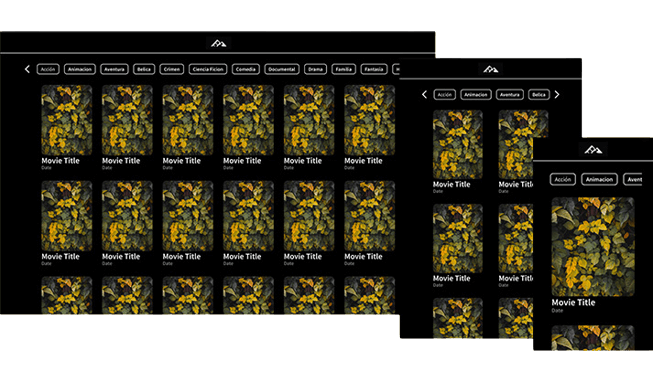 Acción Animacion Aventura Belica Crimen Ciencia Ficion Comedia Documental Drama Familia Fantasia
Movie Title Movie Title Movie Title Movie Title Movie Title Movie Title
Date Date Date Date Date Date
Movie Title Movie Title Movie Title Movie Title Movie Title Movie Title
Date Date Date Date Date Date
Acción Animacion Aventura Belica
Movie Title Movie Title
Date Date
Movie Title
Date
Acción Animacion Avent
Movie Title
Date